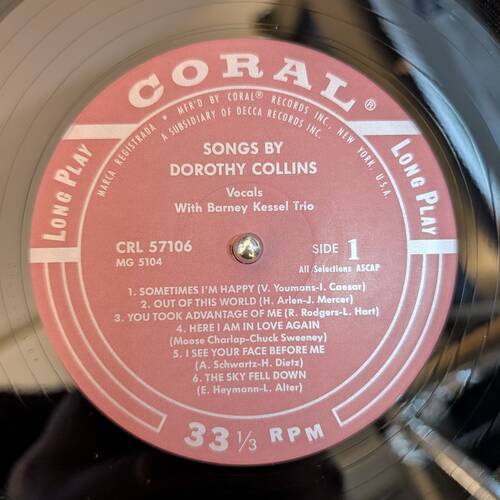 CORAL®
MARCA REGISTRADA • MFR'D BY CORAL® RECORDS INC., NEW YORK, U.S.A.
A SUBSIDIARY OF DECCA RECORDS INC.
LONG PLAY
LONG PLAY
SONGS BY
DOROTHY COLLINS
Vocals
With Barney Kessel Trio
CRL 57106
MG 5104
SIDE 1
All Selections ASCAP
1. SOMETIMES I'M HAPPY (V. Youmans-I. Caesar)
2. OUT OF THIS WORLD (H. Arlen-J. Mercer)
3. YOU TOOK ADVANTAGE OF ME (R. Rodgers-L. Hart)
4. HERE I AM IN LOVE AGAIN
(Moose Charlap-Chuck Sweeney)
5. I SEE YOUR FACE BEFORE ME
(A. Schwartz-H. Dietz)
6. THE SKY FELL DOWN
(E. Heymann-L. Alter)
33 1/3 RPM